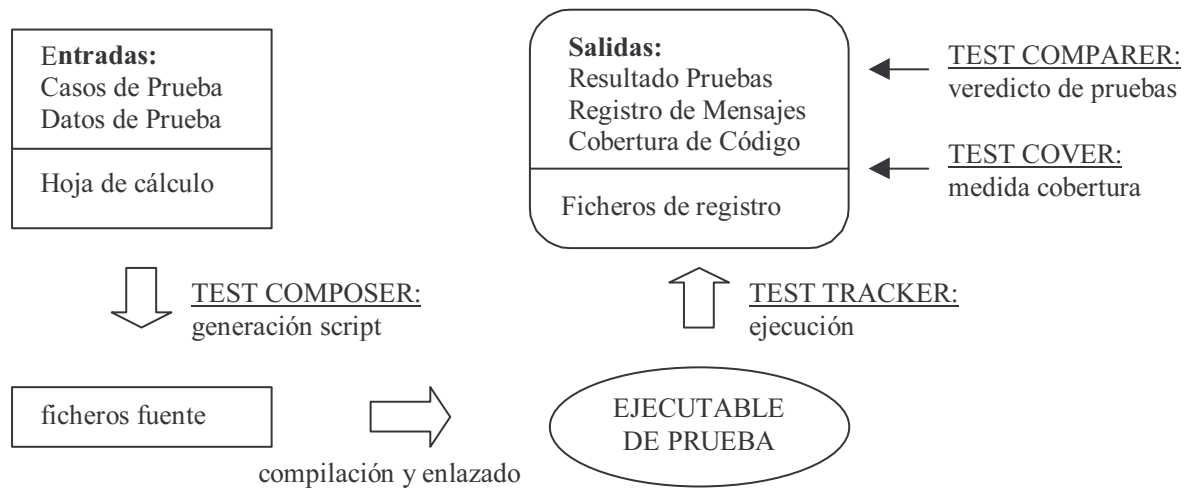 Entradas:
Casos de Prueba
Datos de Prueba
Hoja de cálculo
Salidas:
Resultado Pruebas
Registro de Mensajes
Cobertura de Código
Ficheros de registro
TEST COMPARER:
veredicto de pruebas
TEST COVER:
medida cobertura
TEST COMPOSER:
generación script
TEST TRACKER:
ejecución
ficheros fuente
compilación y enlazado
EJECUTABLE
DE PRUEBA